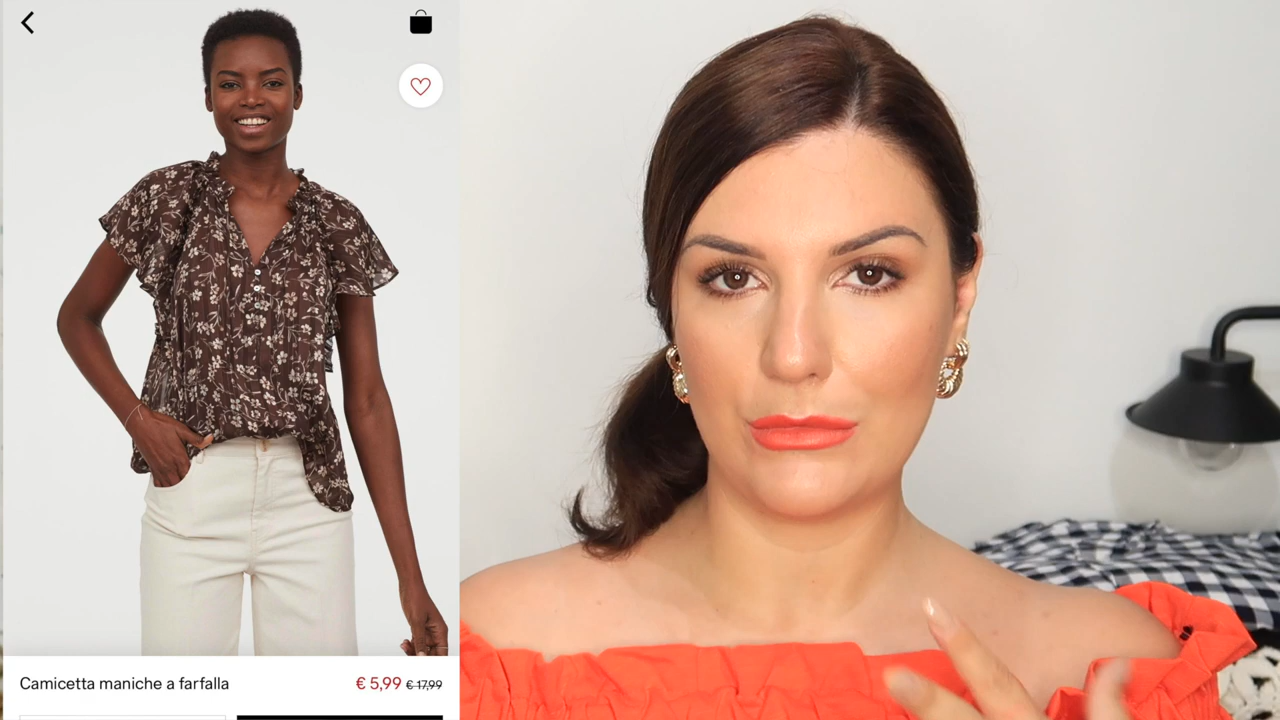 Camicetta maniche a farfalla € 5,99 € 17,99